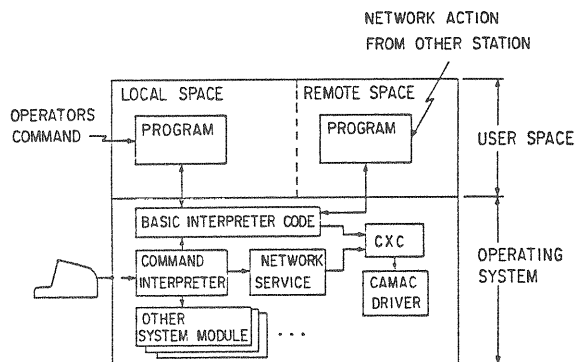 NETWORK ACTION
FROM OTHER STATION
LOCAL SPACE
REMOTE SPACE
OPERATORS
COMMAND
PROGRAM
PROGRAM
USER SPACE
BASIC INTERPRETER CODE
CXC
COMMAND
INTERPRETER
NETWORK
SERVICE
OPERATING
SYSTEM
CAMAC
DRIVER
OTHER
SYSTEM MODULE
...